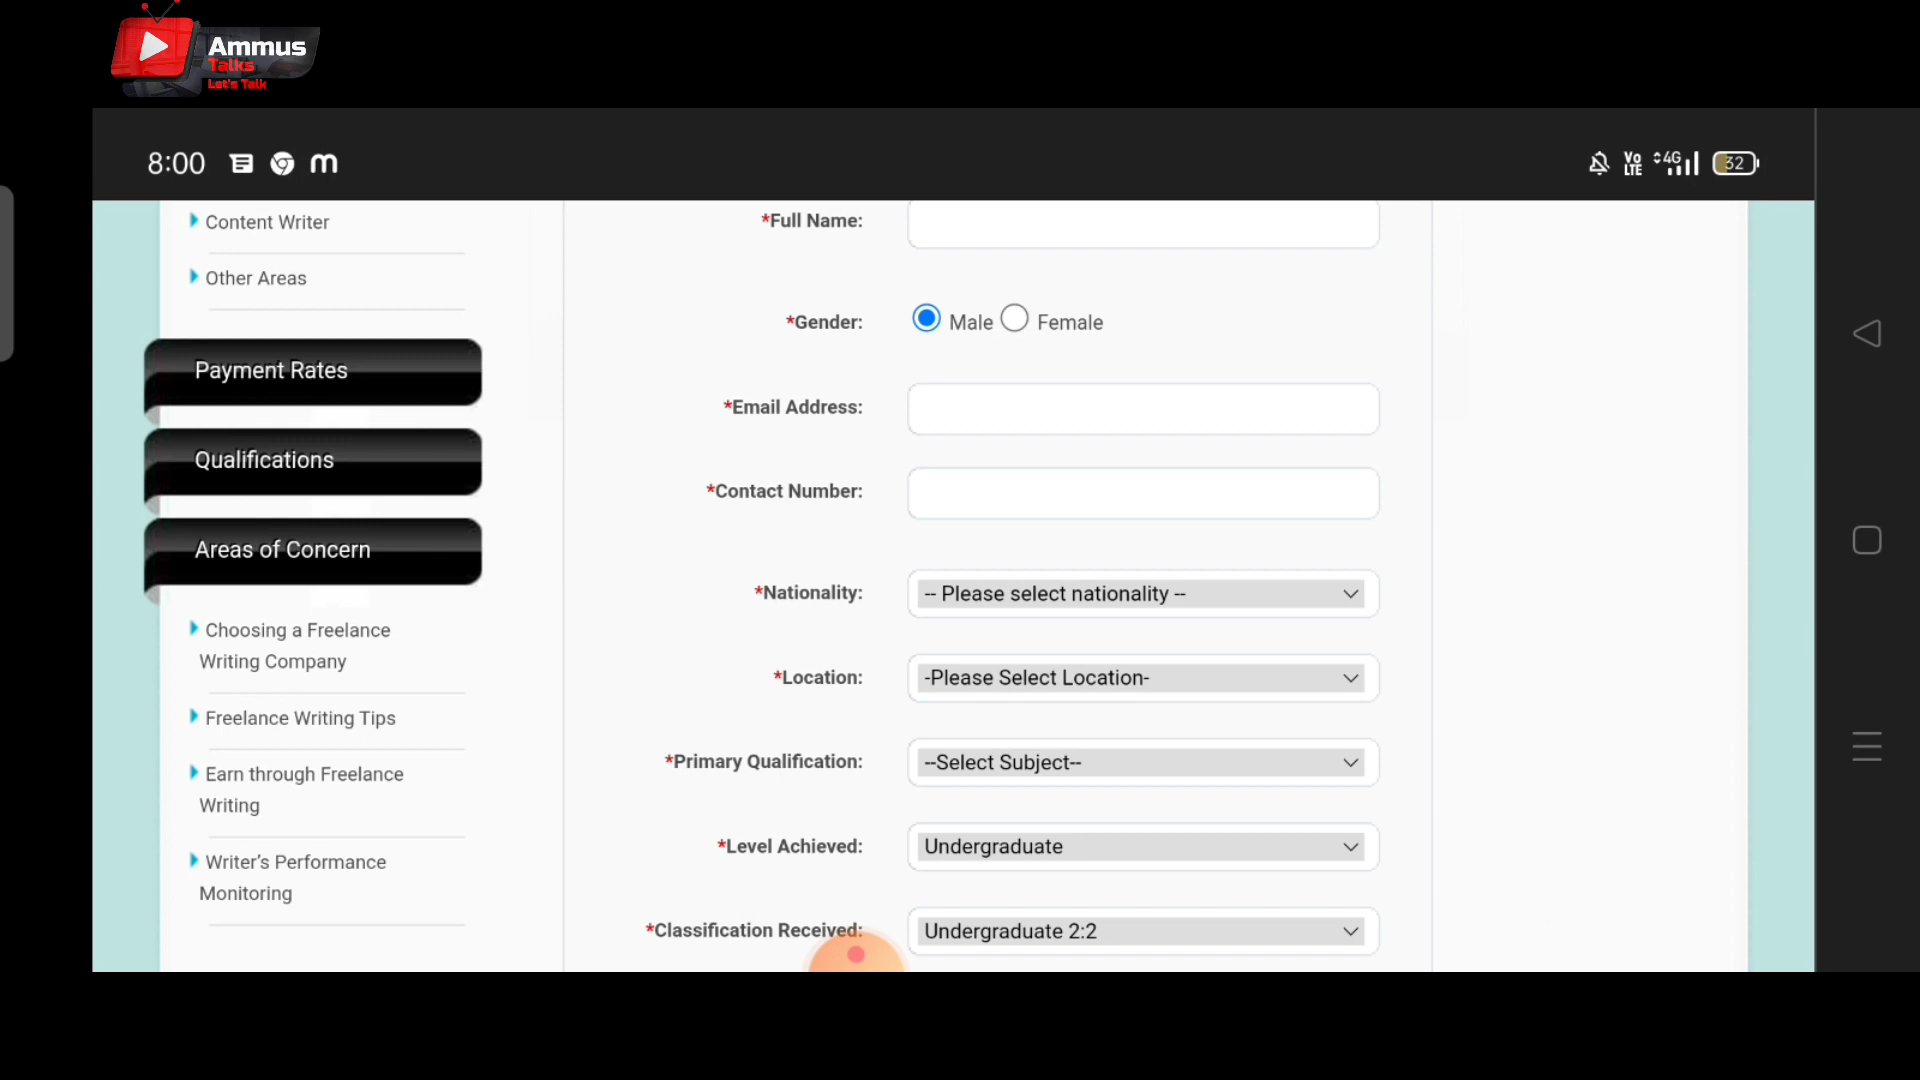 Ammus
Talks
Let's Talk
8:00
Vo
LTE
4G
32
Content Writer
Other Areas
Payment Rates
Qualifications
Areas of Concern
Choosing a Freelance
Writing Company
Freelance Writing Tips
Earn through Freelance
Writing
Writer’s Performance
Monitoring
*Full Name:
*Gender:
Male
Female
*Email Address:
*Contact Number:
*Nationality:
-- Please select nationality --
*Location:
-Please Select Location-
*Primary Qualification:
--Select Subject--
*Level Achieved:
Undergraduate
*Classification Received:
Undergraduate 2:2